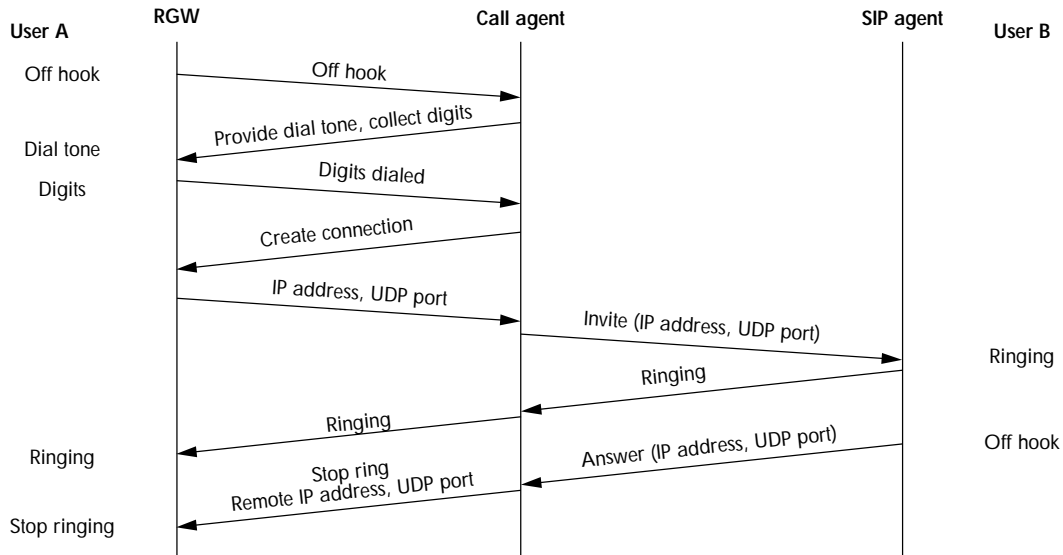 RGW
Call agent
SIP agent
User A
User B
Off hook
Off hook
Provide dial tone, collect digits
Dial tone
Digits dialed
Digits
Create connection
IP address, UDP port
Invite (IP address, UDP port)
Ringing
Ringing
Ringing
Ringing
Off hook
Answer (IP address, UDP port)
Stop ring
Remote IP address, UDP port
Stop ringing